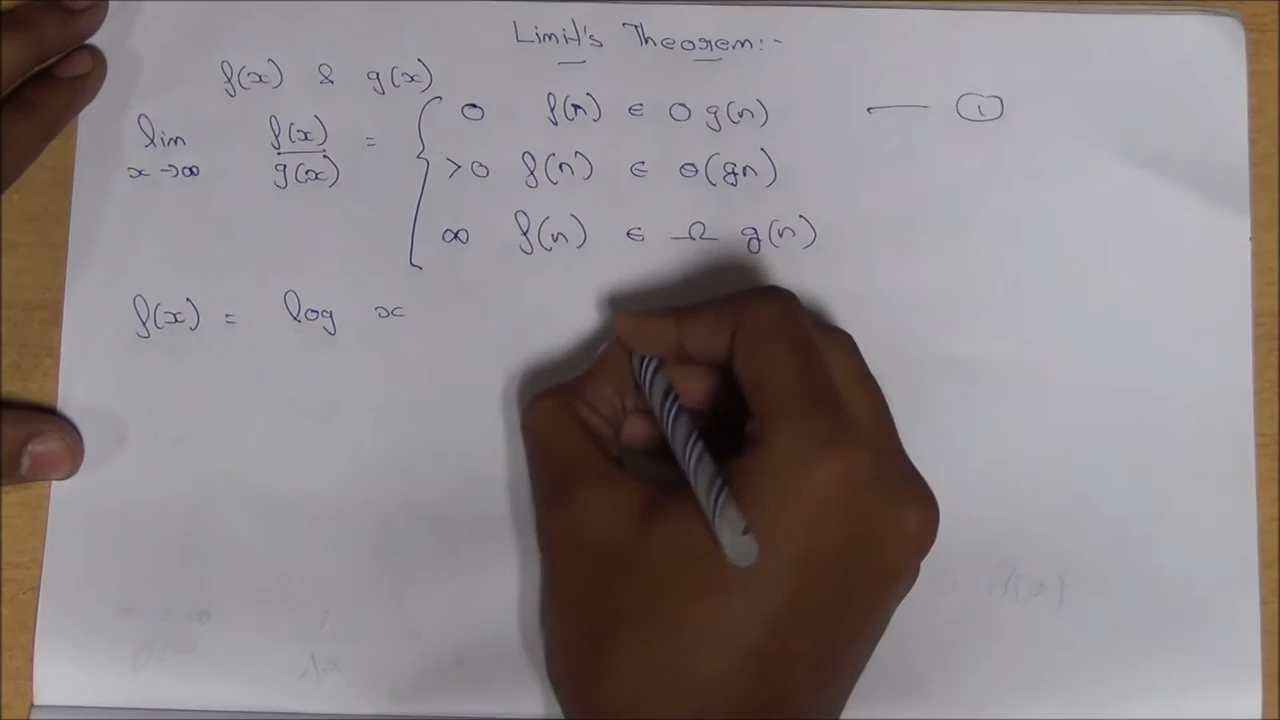 Limit's Theorem:-
f(x) & g(x)
lim x→∞ f(x)/g(x) = { 0 f(n) ∈ O g(n) —— ①
>0 f(n) ∈ θ(gn)
∞ f(n) ∈ Ω g(n)
f(x) = log x